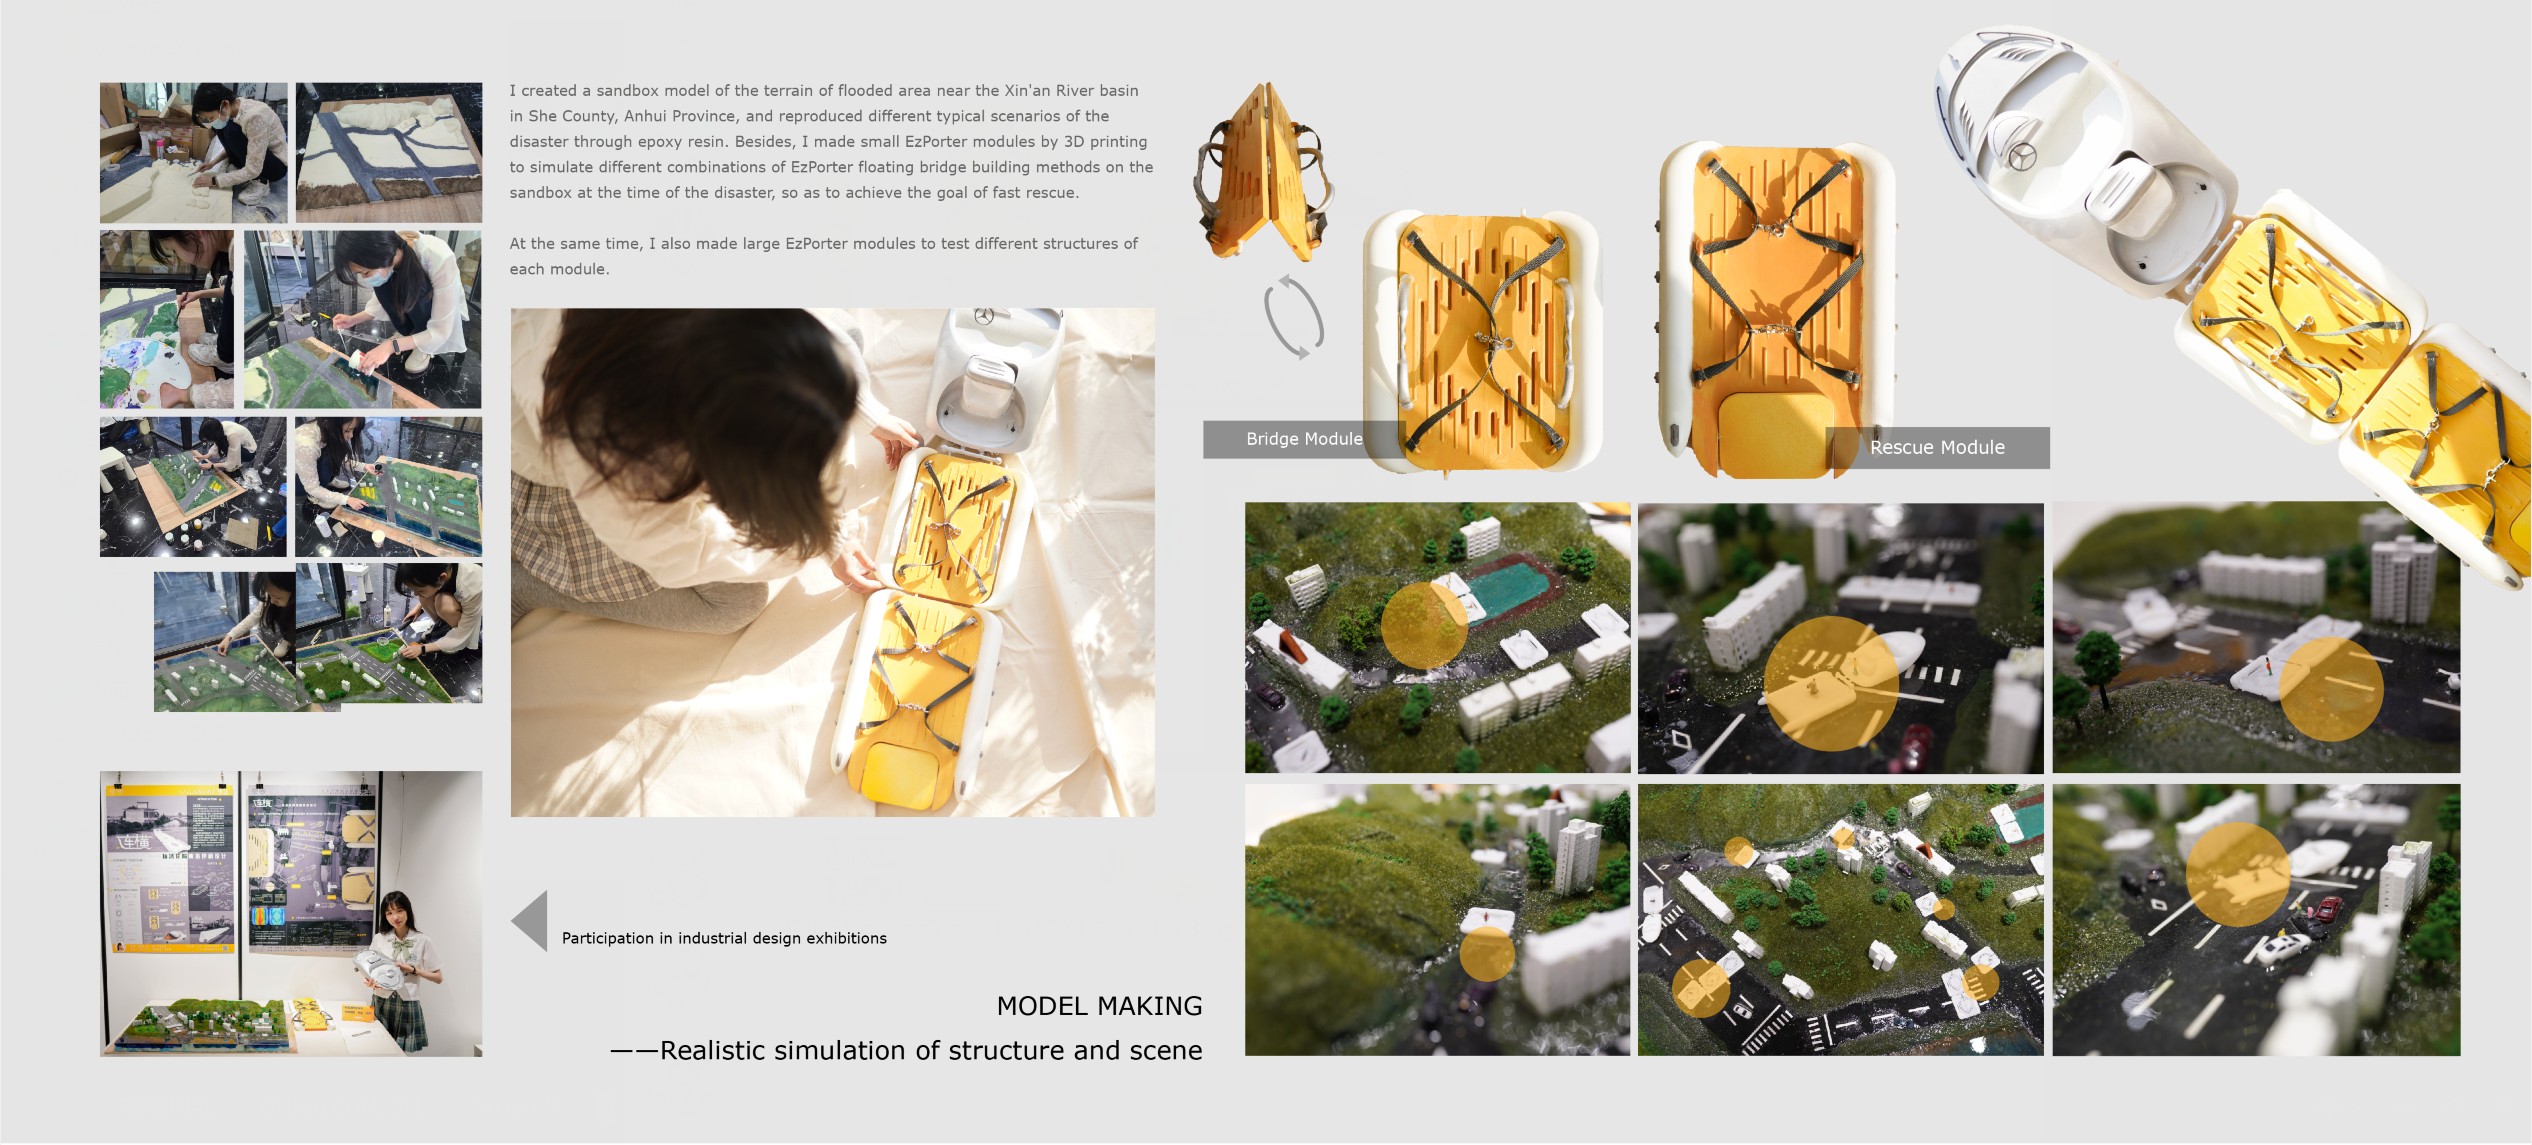 I created a sandbox model of the terrain of flooded area near the Xin'an River basin
in She County, Anhui Province, and reproduced different typical scenarios of the
disaster through epoxy resin. Besides, I made small EzPorter modules by 3D printing
to simulate different combinations of EzPorter floating bridge building methods on the
sandbox at the time of the disaster, so as to achieve the goal of fast rescue.
At the same time, I also made large EzPorter modules to test different structures of
each module.
Bridge Module
Rescue Module
Participation in industrial design exhibitions
MODEL MAKING
——Realistic simulation of structure and scene